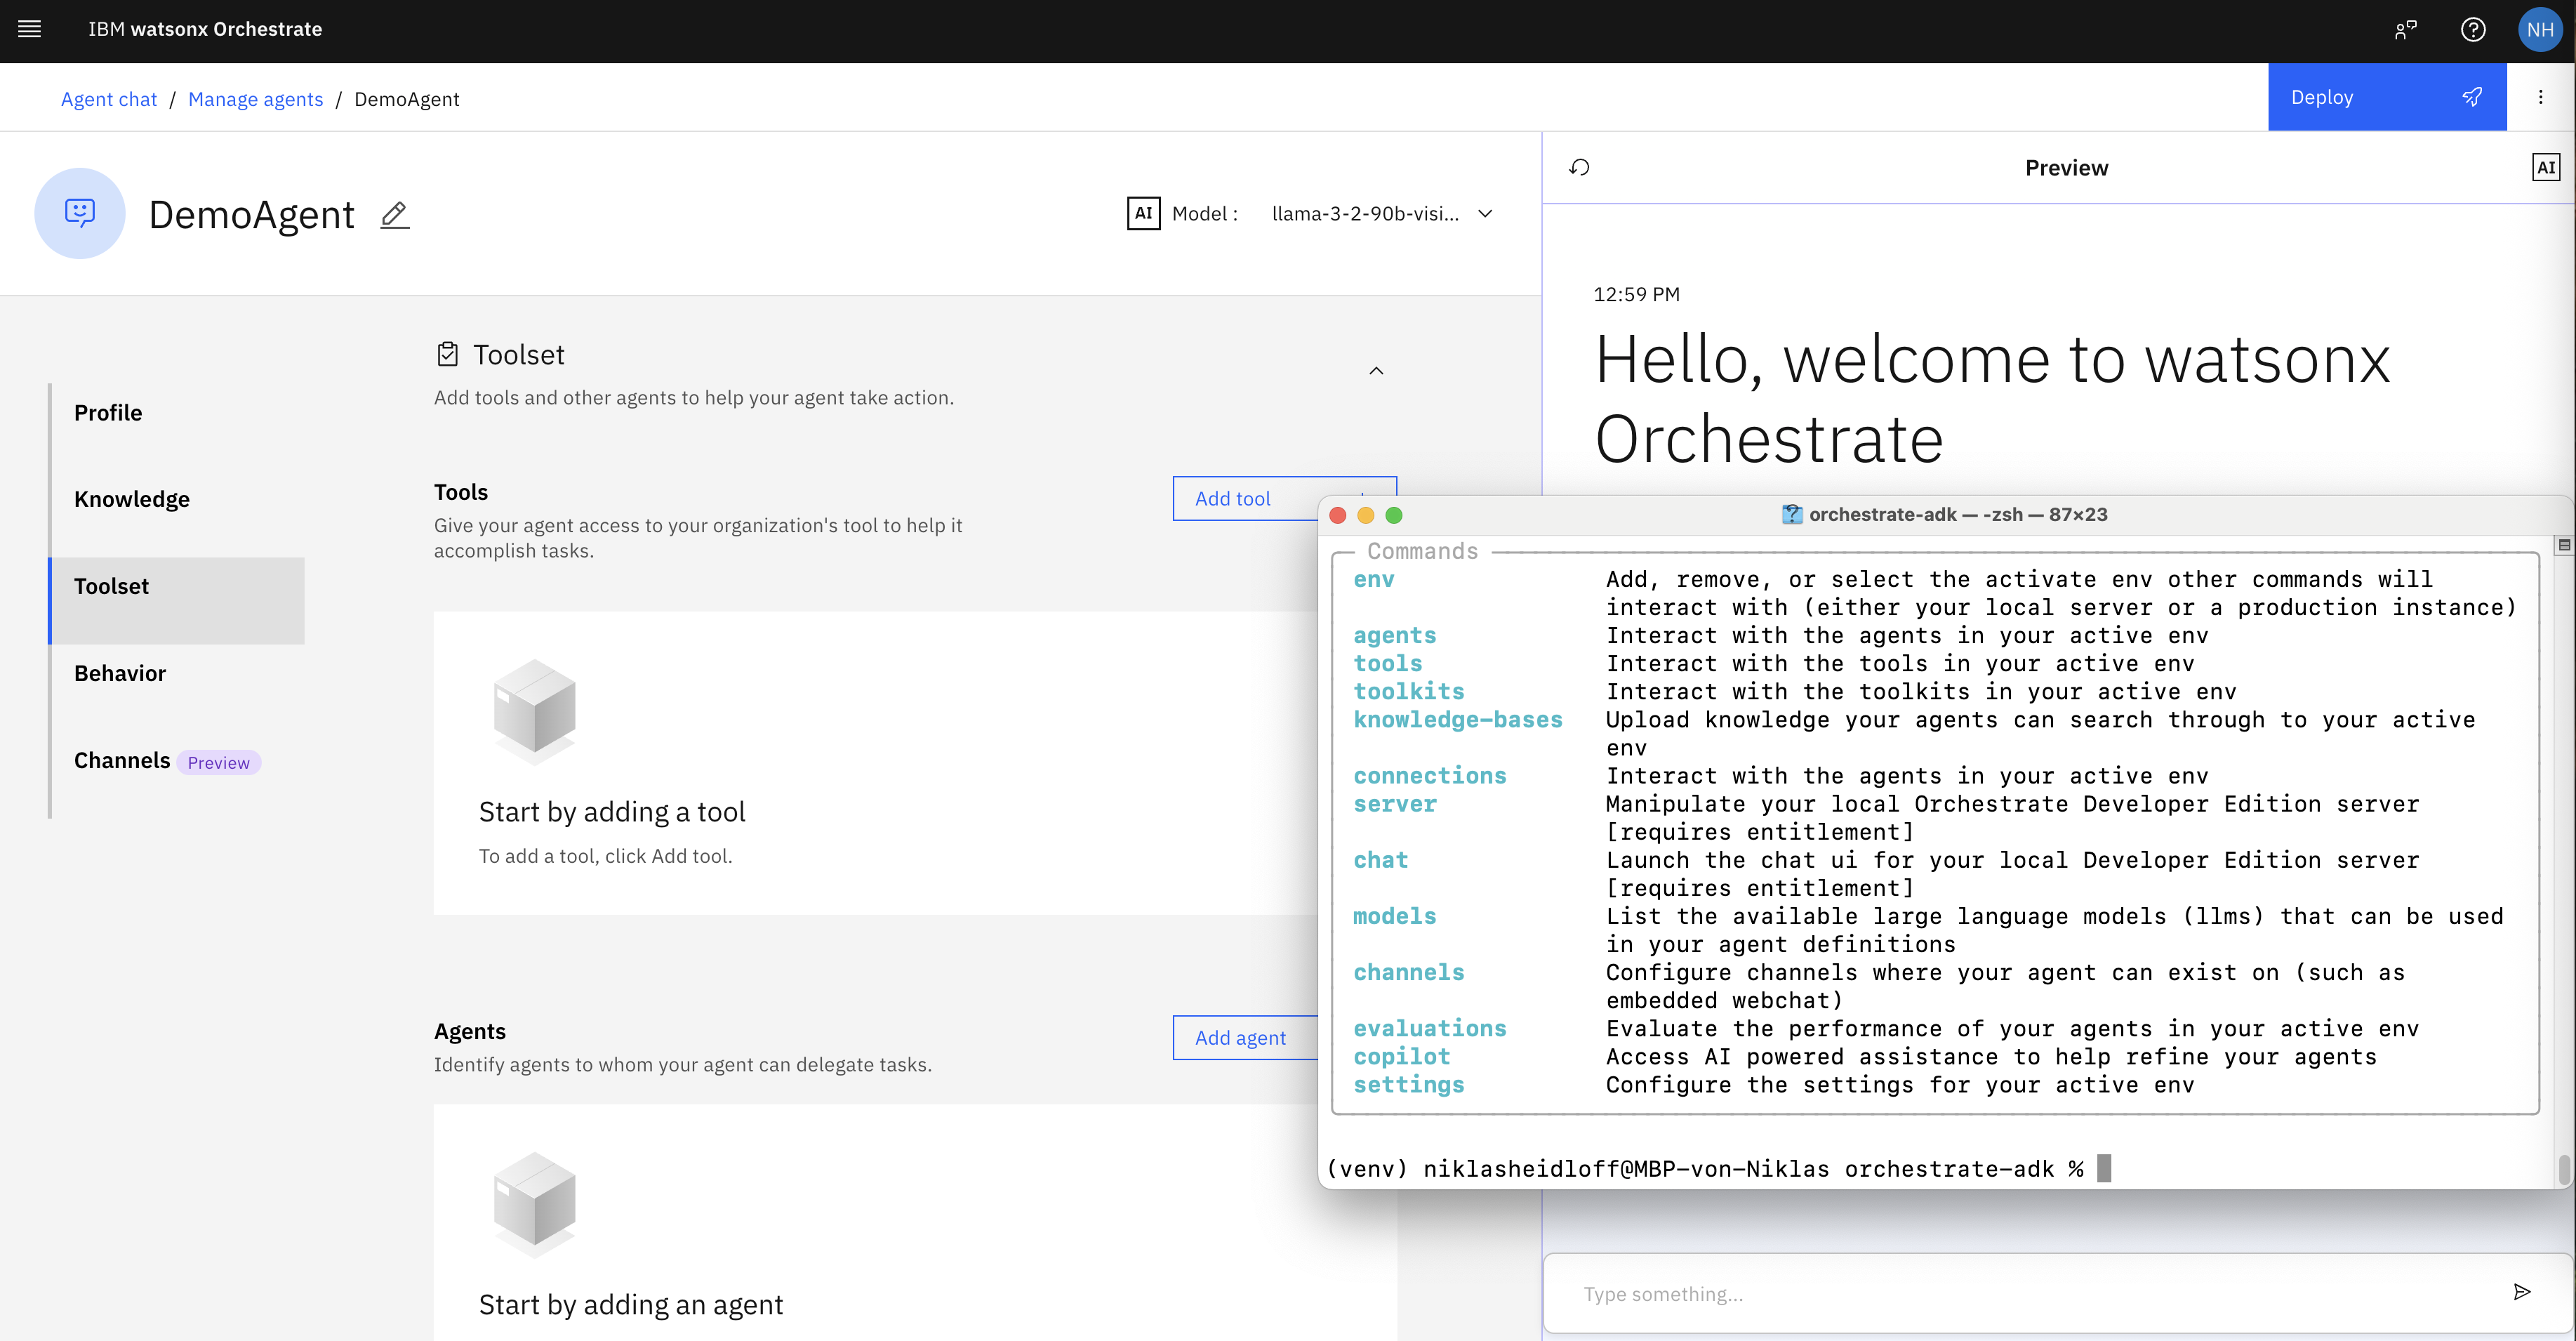 IBM watsonx Orchestrate
NH
Agent chat / Manage agents / DemoAgent
Deploy
DemoAgent
AI Model : llama-3-2-90b-visi...
Preview
AI
12:59 PM
Hello, welcome to watsonx
Orchestrate
Profile
Knowledge
Toolset
Behavior
Channels Preview
Toolset
Add tools and other agents to help your agent take action.
Tools
Add tool
Give your agent access to your organization's tool to help it
accomplish tasks.
Start by adding a tool
To add a tool, click Add tool.
Agents
Add agent
Identify agents to whom your agent can delegate tasks.
Start by adding an agent
orchestrate-adk — -zsh — 87×23
Commands
env Add, remove, or select the activate env other commands will
interact with (either your local server or a production instance)
agents Interact with the agents in your active env
tools Interact with the tools in your active env
toolkits Interact with the toolkits in your active env
knowledge-bases Upload knowledge your agents can search through to your active
env
connections Interact with the agents in your active env
server Manipulate your local Orchestrate Developer Edition server
[requires entitlement]
chat Launch the chat ui for your local Developer Edition server
[requires entitlement]
models List the available large language models (llms) that can be used
in your agent definitions
channels Configure channels where your agent can exist on (such as
embedded webchat)
evaluations Evaluate the performance of your agents in your active env
copilot Access AI powered assistance to help refine your agents
settings Configure the settings for your active env
(venv) niklasheidloff@MBP-von-Niklas orchestrate-adk %
Type something...